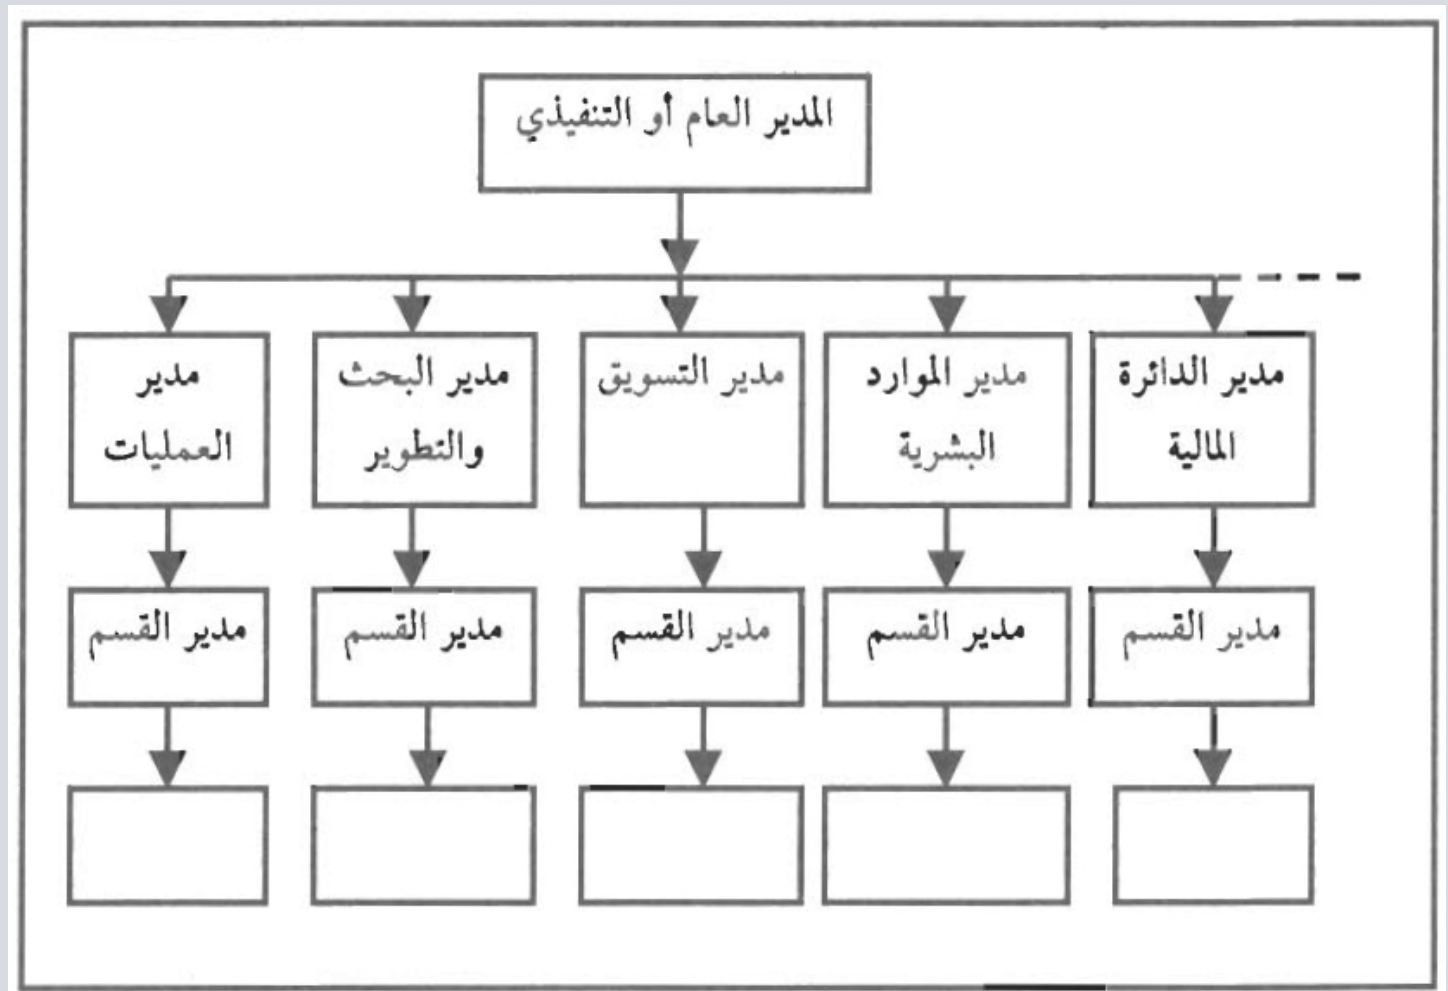 المدير العام أو التنفيذي
مدير الدائرة
المالية
مدير الموارد
البشرية
مدير التسويق
مدير البحث
والتطوير
مدير
العمليات
مدير القسم
مدير القسم
مدير القسم
مدير القسم
مدير القسم